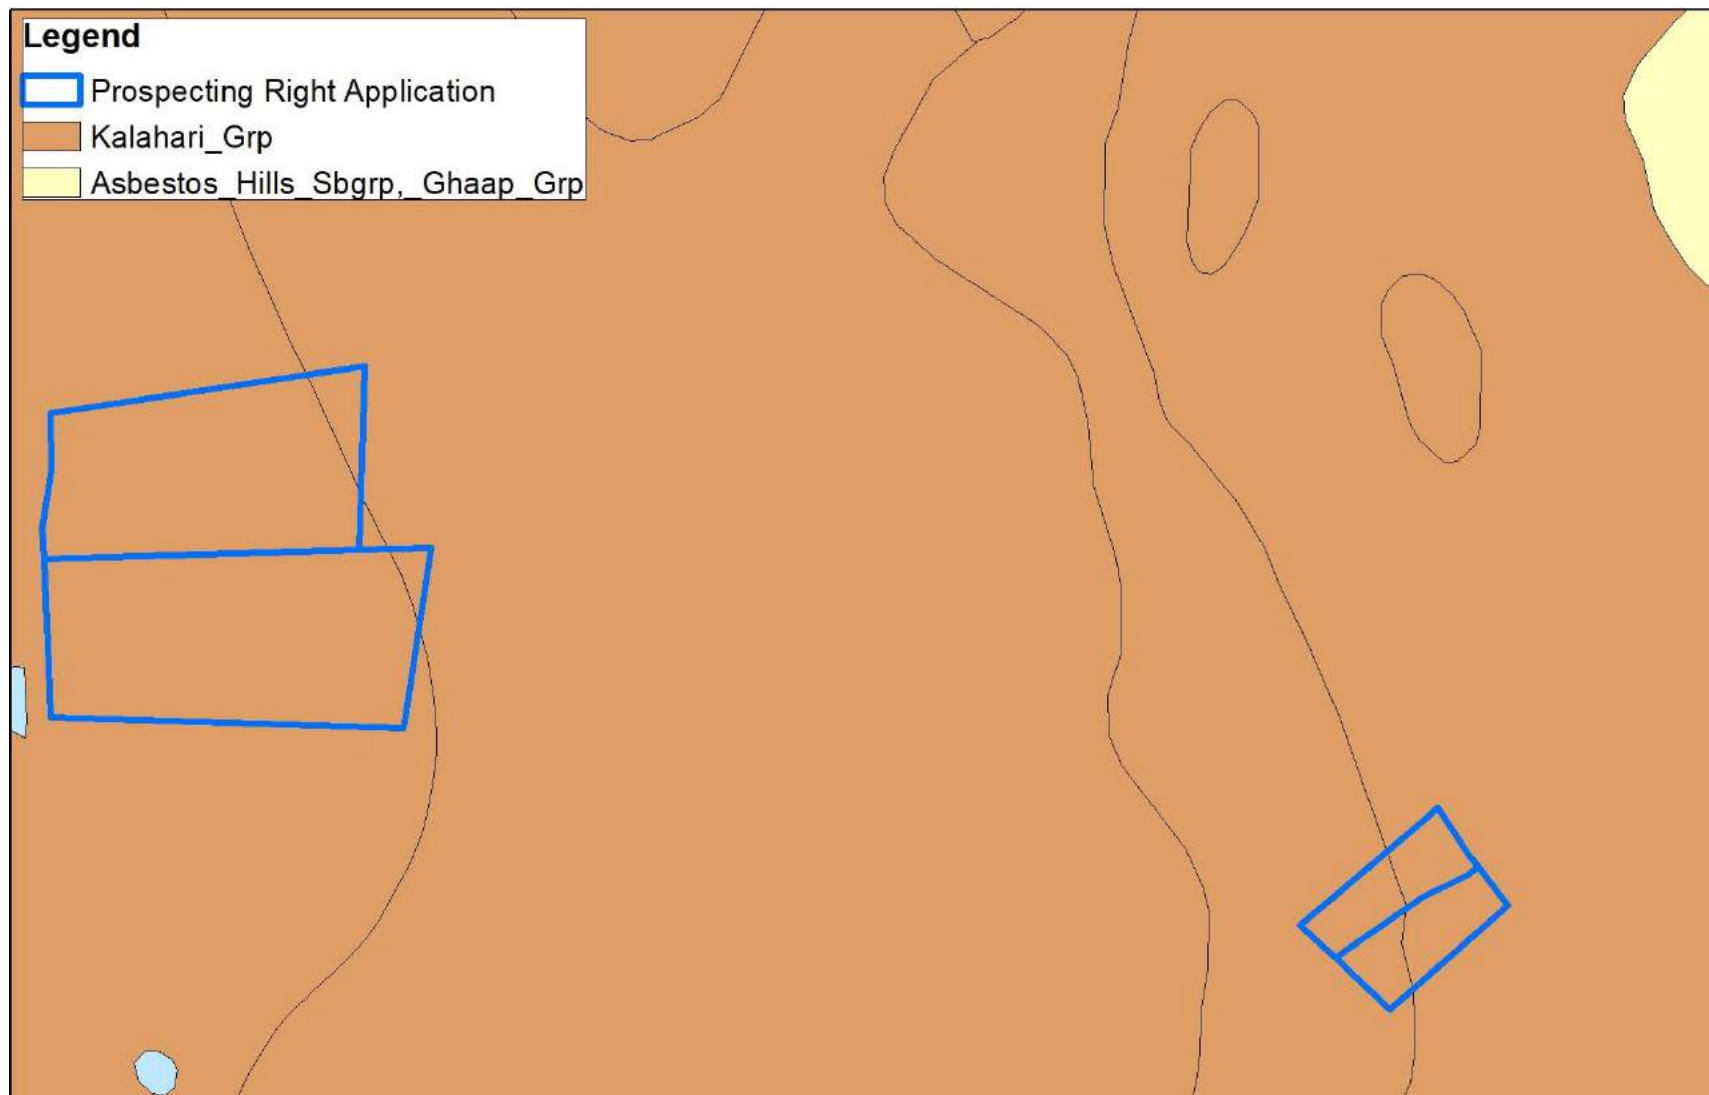 Legend
Prospecting Right Application
Kalahari_Grp
Asbestos_Hills_Sbgrp,_Ghaap_Grp